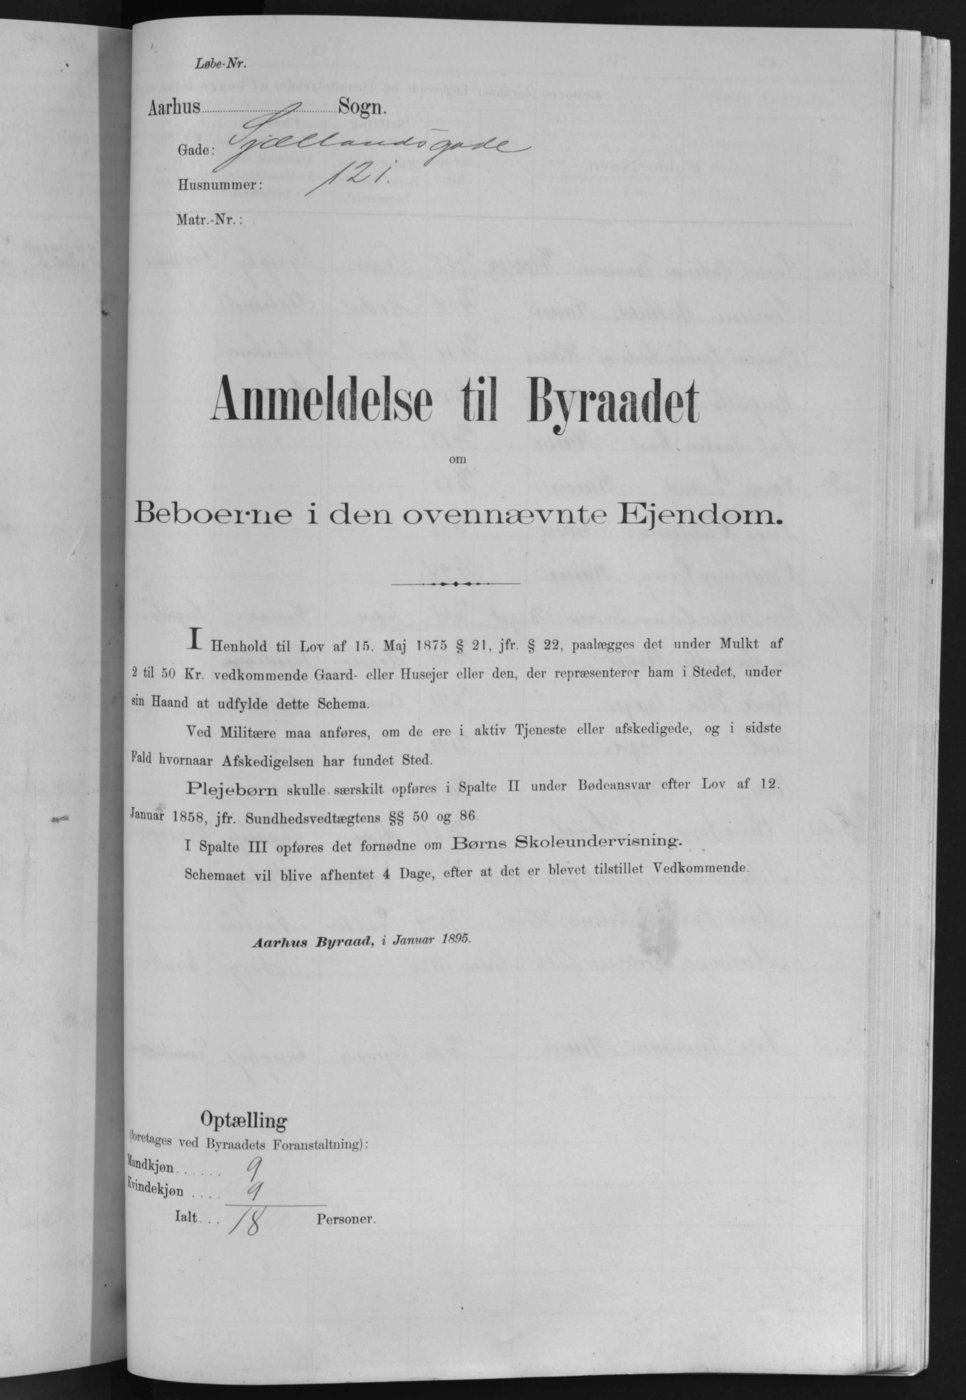 Løbe-Nr.
Aarhus Sogn.
Gade: Sjællandsgade
Husnummer: 12 i.
Matr.-Nr.:
Anmeldelse til Byraadet
om
Beboerne i den ovennævnte Ejendom.
I Henhold til Lov af 15. Maj 1875 § 21, jfr. § 22, paalægges det under Mulkt af
2 til 50 Kr. vedkommende Gaard- eller Husejer eller den, der repræsenterer ham i Stedet, under
sin Haand at udfylde dette Schema.
Ved Militære maa anføres, om de ere i aktiv Tjeneste eller afskedigede, og i sidste
Fald hvornaar Afskedigelsen har fundet Sted.
Plejebørn skulle særskilt opføres i Spalte II under Bødeansvar efter Lov af 12.
Januar 1858, jfr. Sundhedsvedtægtens §§ 50 og 86.
I Spalte III opføres det fornødne om Børns Skoleundervisning.
Schemaet vil blive afhentet 4 Dage, efter at det er blevet tilstillet Vedkommende.
Aarhus Byraad, i Januar 1895.
Optælling
(foretages ved Byraadets Foranstaltning):
Mandkjøn...... 9
Kvindekjøn .... 9
Ialt... 18 Personer.